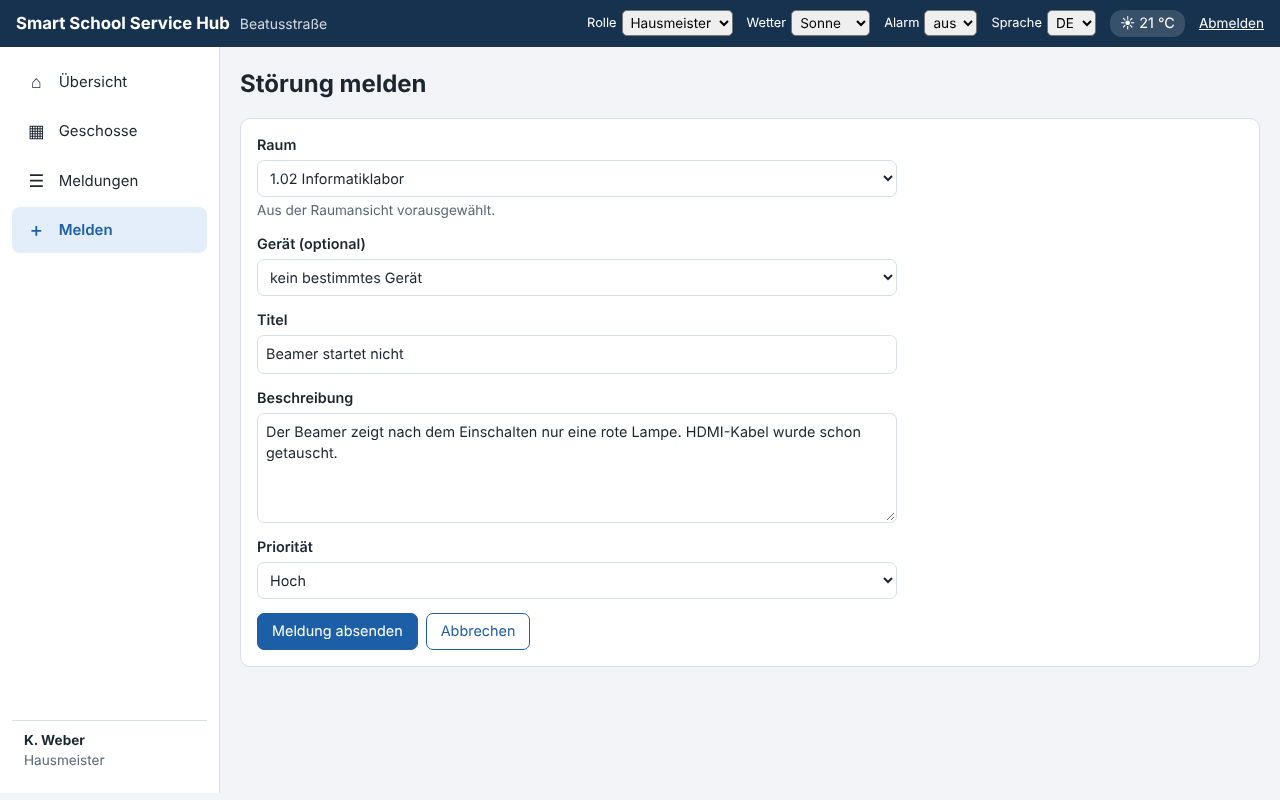 Smart School Service Hub Beatusstraße
Rolle Hausmeister Wetter Sonne Alarm aus Sprache DE ☀ 21 °C Abmelden
Übersicht
Geschosse
Meldungen
+ Melden
K. Weber
Hausmeister
Störung melden
Raum
1.02 Informatiklabor
Aus der Raumansicht vorausgewählt.
Gerät (optional)
kein bestimmtes Gerät
Titel
Beamer startet nicht
Beschreibung
Der Beamer zeigt nach dem Einschalten nur eine rote Lampe. HDMI-Kabel wurde schon
getauscht.
Priorität
Hoch
Meldung absenden Abbrechen